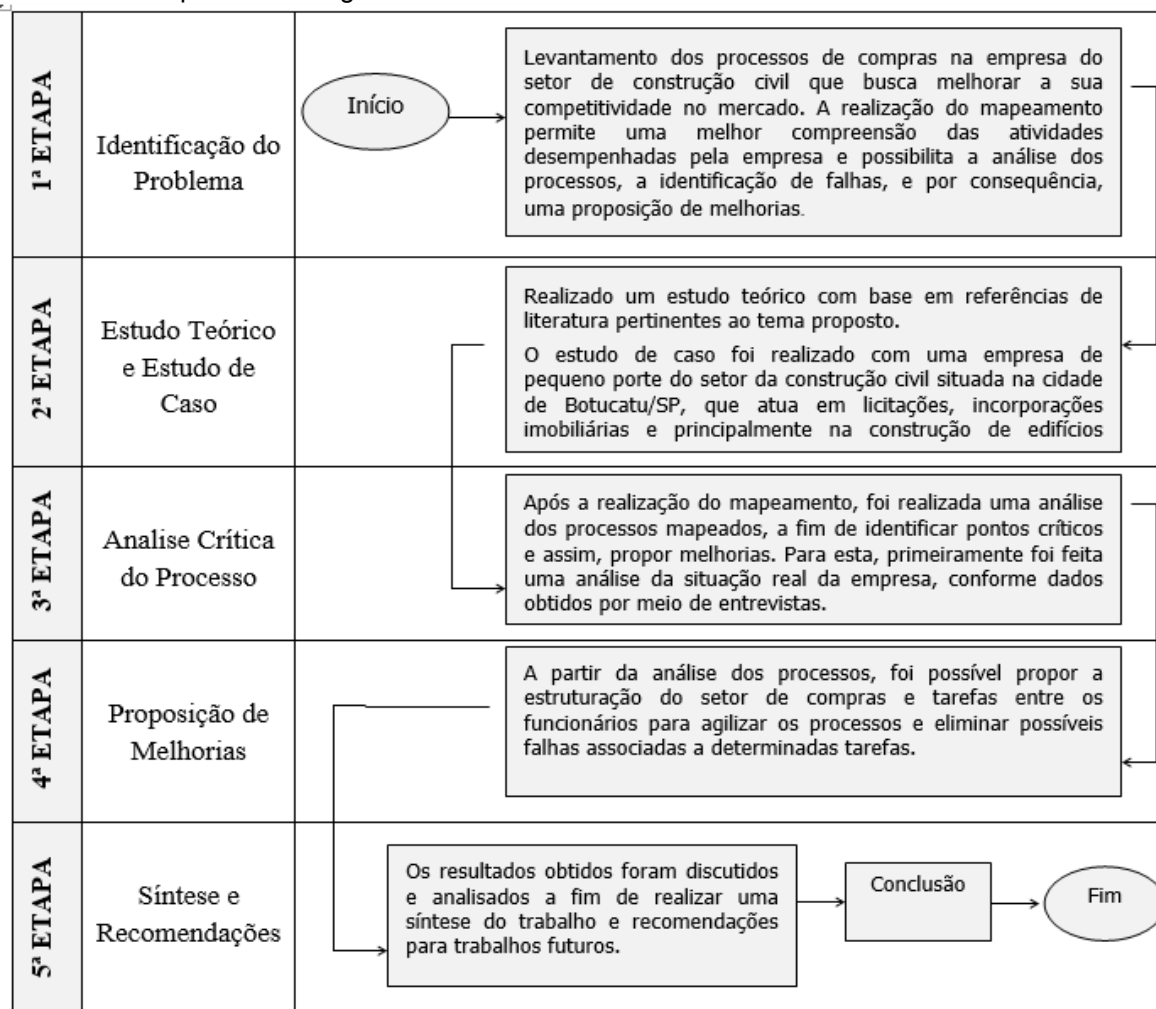 1ª ETAPA
Identificação do
Problema
Início
Levantamento dos processos de compras na empresa do
setor de construção civil que busca melhorar a sua
competitividade no mercado. A realização do mapeamento
permite uma melhor compreensão das atividades
desempenhadas pela empresa e possibilita a análise dos
processos, a identificação de falhas, e por consequência,
uma proposição de melhorias.
2ª ETAPA
Estudo Teórico
e Estudo de
Caso
Realizado um estudo teórico com base em referências de
literatura pertinentes ao tema proposto.
O estudo de caso foi realizado com uma empresa de
pequeno porte do setor da construção civil situada na cidade
de Botucatu/SP, que atua em licitações, incorporações
imobiliárias e principalmente na construção de edifícios
3ª ETAPA
Analise Crítica
do Processo
Após a realização do mapeamento, foi realizada uma análise
dos processos mapeados, a fim de identificar pontos críticos
e assim, propor melhorias. Para esta, primeiramente foi feita
uma análise da situação real da empresa, conforme dados
obtidos por meio de entrevistas.
4ª ETAPA
Proposição de
Melhorias
A partir da análise dos processos, foi possível propor a
estruturação do setor de compras e tarefas entre os
funcionários para agilizar os processos e eliminar possíveis
falhas associadas a determinadas tarefas.
5ª ETAPA
Síntese e
Recomendações
Os resultados obtidos foram discutidos
e analisados a fim de realizar uma
síntese do trabalho e recomendações
para trabalhos futuros.
Conclusão
Fim